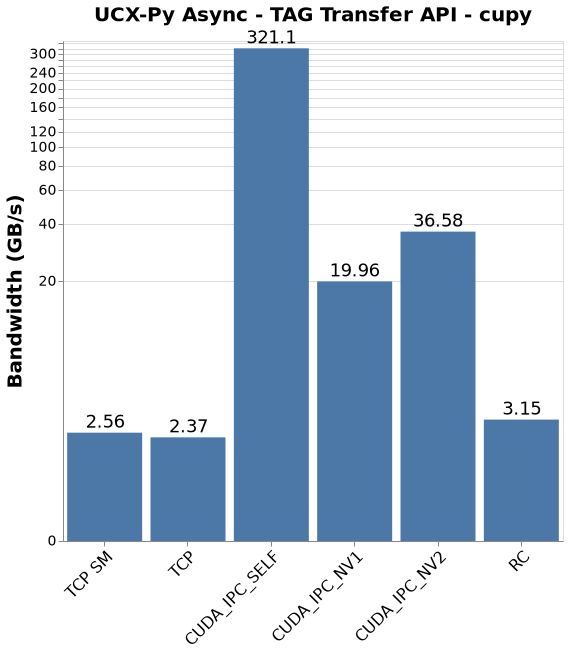 UCX-Py Async - TAG Transfer API - cupy
Bandwidth (GB/s)
300
240
200
160
120
100
80
60
40
20
0
2.56
2.37
321.1
19.96
36.58
3.15
TCP SM
TCP
CUDA_IPC_SELF
CUDA_IPC_NV1
CUDA_IPC_NV2
RC